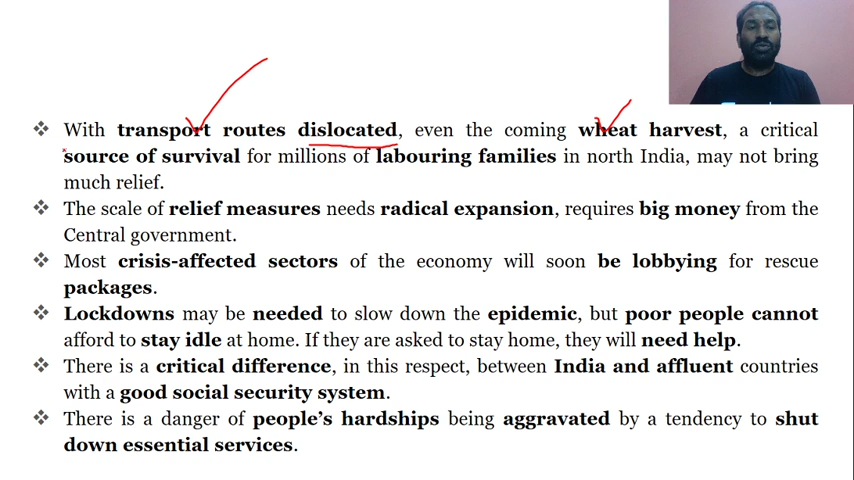 With transport routes dislocated, even the coming wheat harvest, a critical
source of survival for millions of labouring families in north India, may not bring
much relief.
The scale of relief measures needs radical expansion, requires big money from the
Central government.
Most crisis-affected sectors of the economy will soon be lobbying for rescue
packages.
Lockdowns may be needed to slow down the epidemic, but poor people cannot
afford to stay idle at home. If they are asked to stay home, they will need help.
There is a critical difference, in this respect, between India and affluent countries
with a good social security system.
There is a danger of people’s hardships being aggravated by a tendency to shut
down essential services.